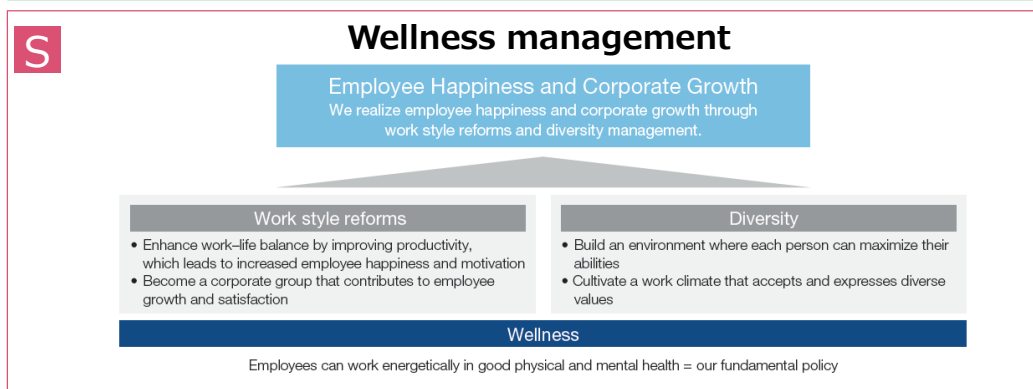 S
Wellness management
Employee Happiness and Corporate Growth
We realize employee happiness and corporate growth through
work style reforms and diversity management.
Work style reforms
• Enhance work–life balance by improving productivity,
which leads to increased employee happiness and motivation
• Become a corporate group that contributes to employee
growth and satisfaction
Diversity
• Build an environment where each person can maximize their
abilities
• Cultivate a work climate that accepts and expresses diverse
values
Wellness
Employees can work energetically in good physical and mental health = our fundamental policy